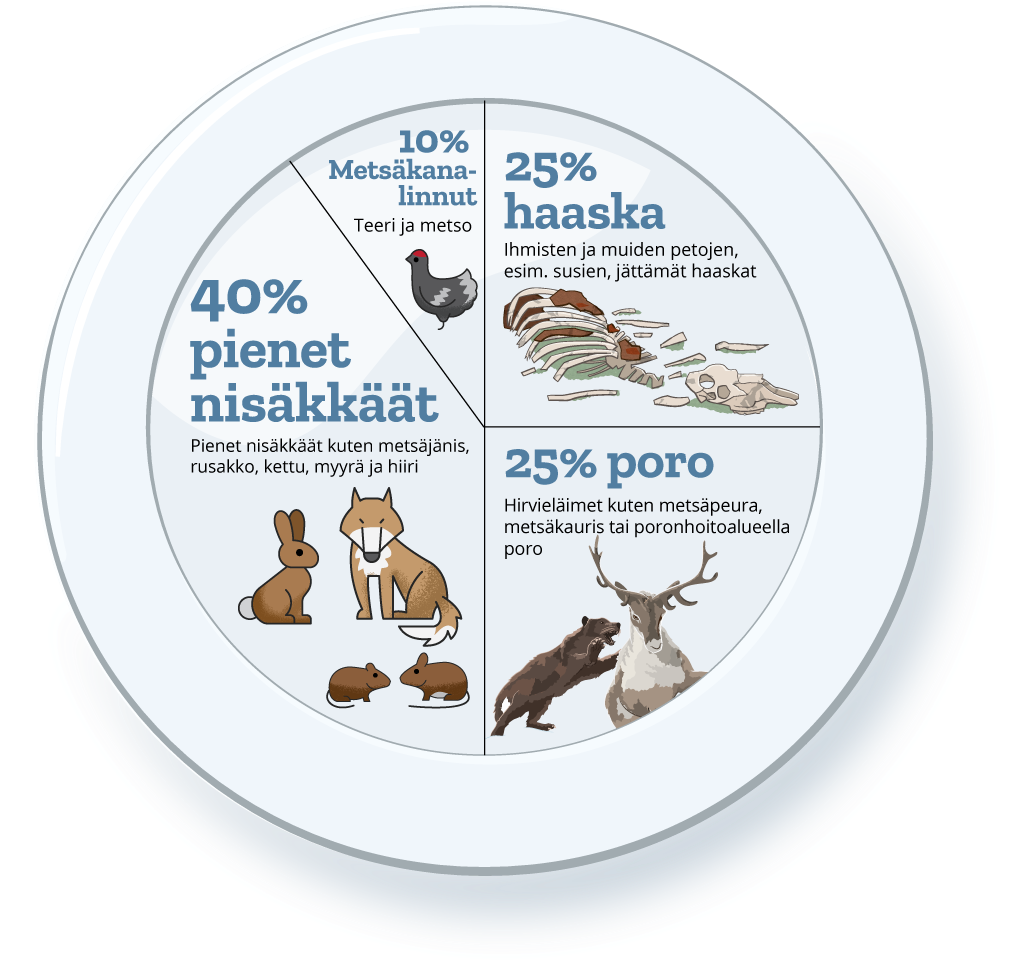 10%
Metsäkana-
linnut
Teeri ja metso
25%
haaska
Ihmisten ja muiden petojen,
esim. susien, jättämät haaskat
40%
pienet
nisäkkäät
Pienet nisäkkäät kuten metsäjänis,
rusakko, kettu, myyrä ja hiiri
25% poro
Hirvieläimet kuten metsäpeura,
metsäkauris tai poronhoitoalueella
poro